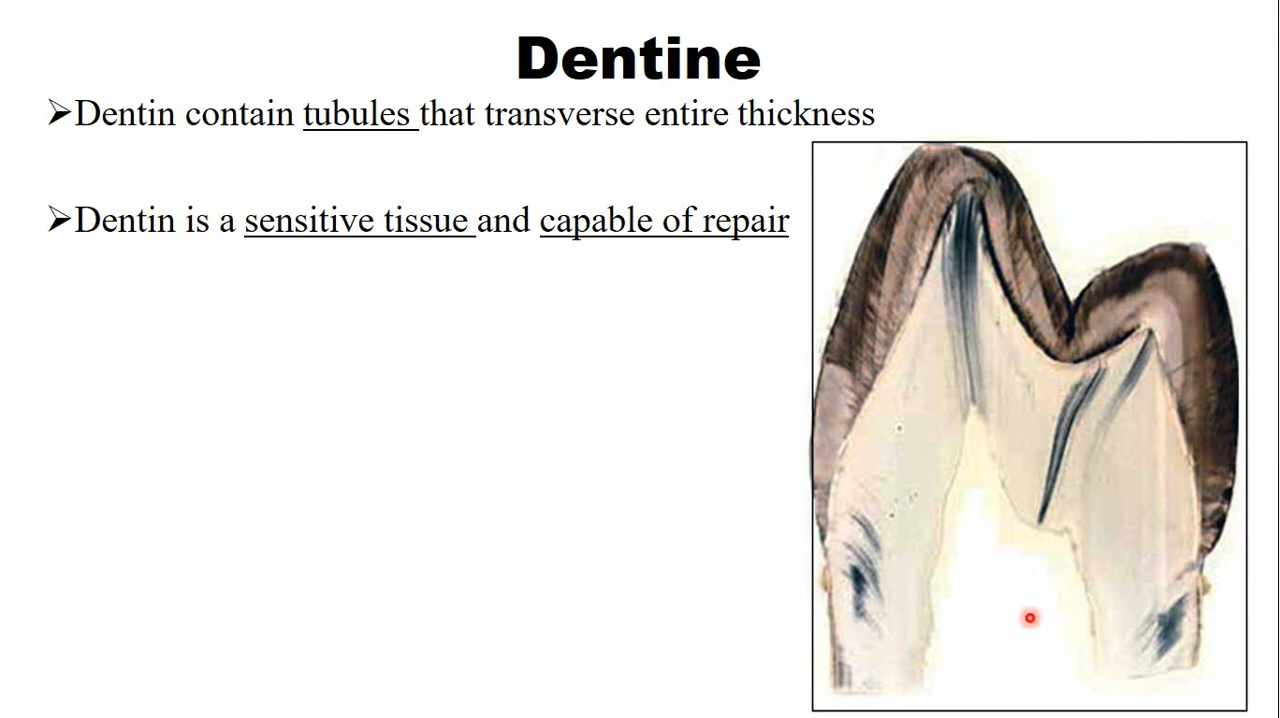 Dentine
➢Dentin contain tubules that transverse entire thickness
➢Dentin is a sensitive tissue and capable of repair